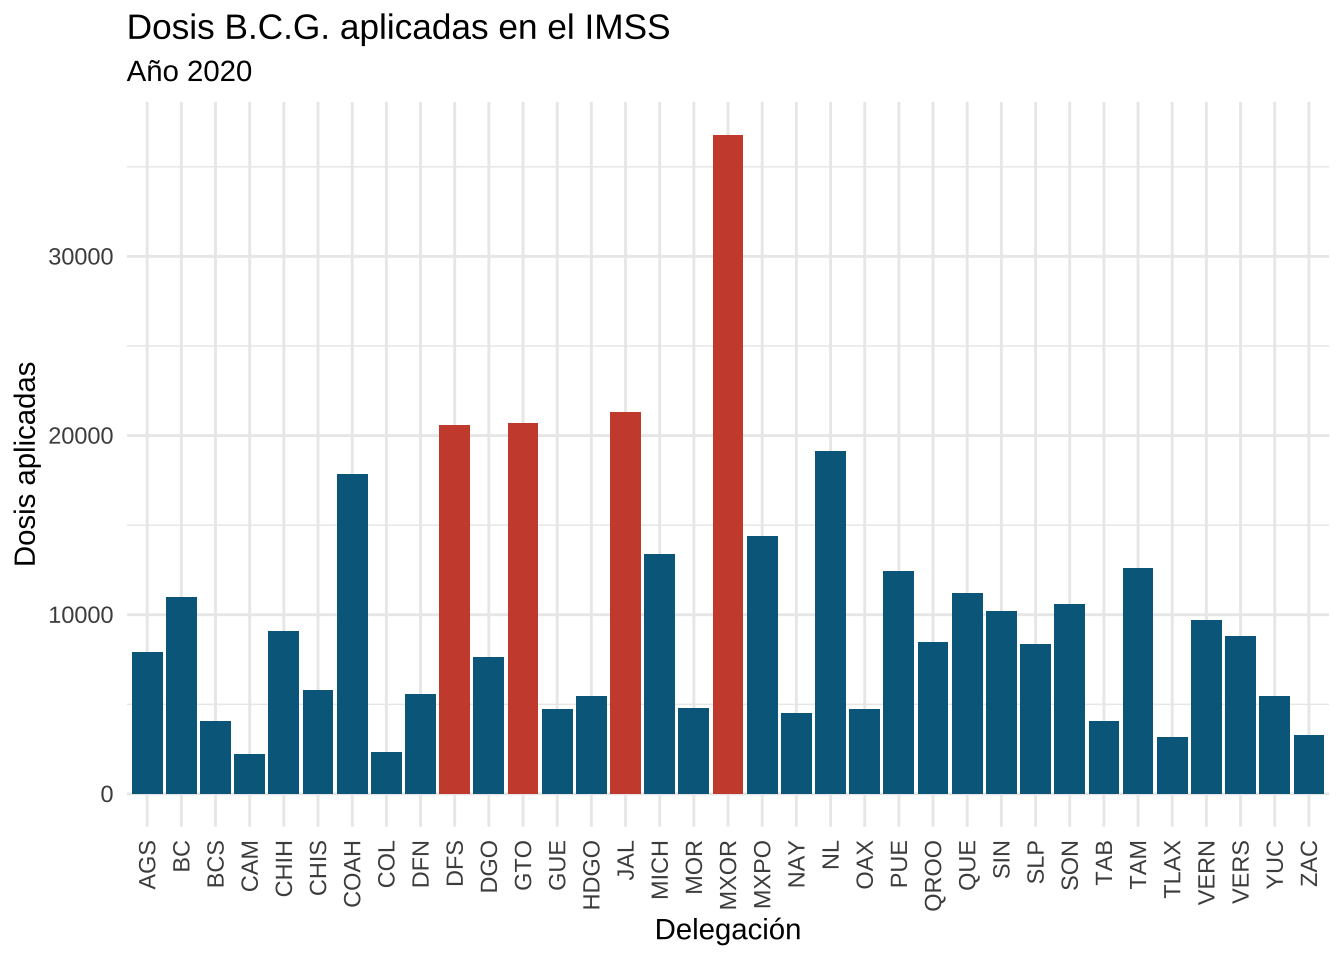 Dosis B.C.G. aplicadas en el IMSS
Año 2020
Dosis aplicadas
30000
20000
10000
0
AGS
BC
BCS
CAM
CHIH
CHIS
COAH
COL
DFN
DFS
DGO
GTO
GUE
HDGO
JAL
MICH
MOR
MXOR
MXPO
NAY
NL
OAX
PUE
QROO
QUE
SIN
SLP
SON
TAB
TAM
TLAX
VERN
VERS
YUC
ZAC
Delegación